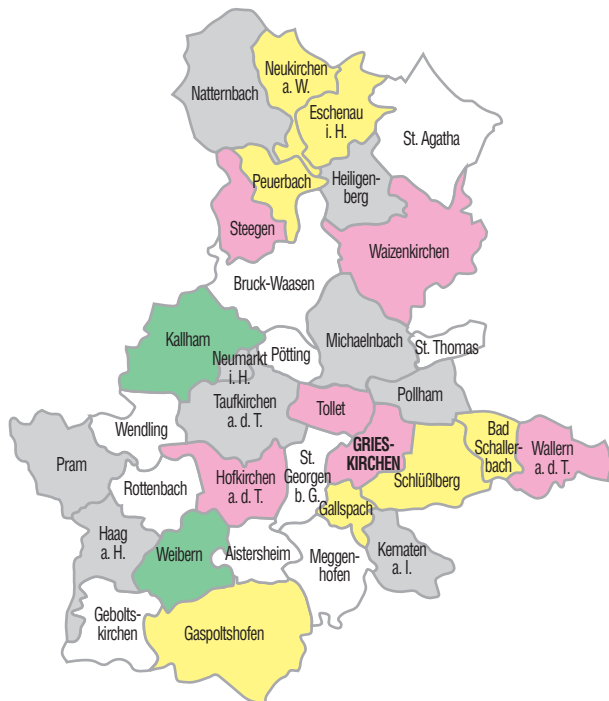 Neukirchen
a. W.
Natternbach
Eschenau
i. H.
St. Agatha
Peuerbach
Heiligen-
berg
Steegen
Waizenkirchen
Bruck-Waasen
Kallham
Michaelnbach
Neumarkt
i. H.
Pötting
St. Thomas
Taufkirchen
a. d. T.
Tollet
Pollham
Wendling
GRIES-
KIRCHEN
Bad
Schaller-
bach
Wallern
a. d. T.
Pram
Rottenbach
Hofkirchen
a. d. T.
St.
Georgen
b. G.
Schlüßlberg
Gallspach
Haag
a. H.
Weibern
Aistersheim
Meggen-
hofen
Kematen
a. I.
Gebolts-
kirchen
Gaspoltshofen